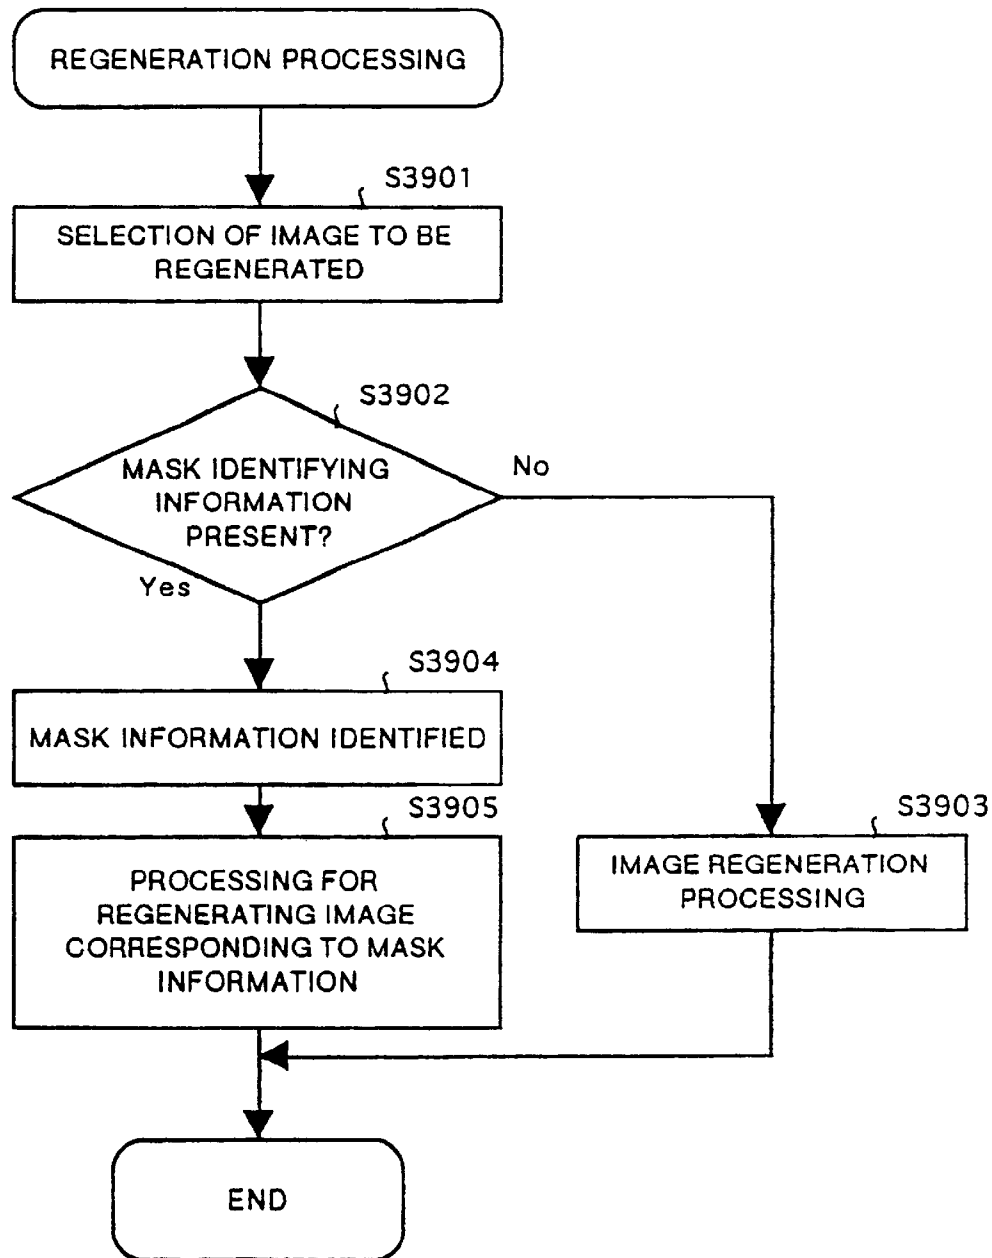 REGENERATION PROCESSING
S3901
SELECTION OF IMAGE TO BE
REGENERATED
S3902
MASK IDENTIFYING
INFORMATION
PRESENT?
No
Yes
S3904
MASK INFORMATION IDENTIFIED
S3905
PROCESSING FOR
REGENERATING IMAGE
CORRESPONDING TO MASK
INFORMATION
S3903
IMAGE REGENERATION
PROCESSING
END